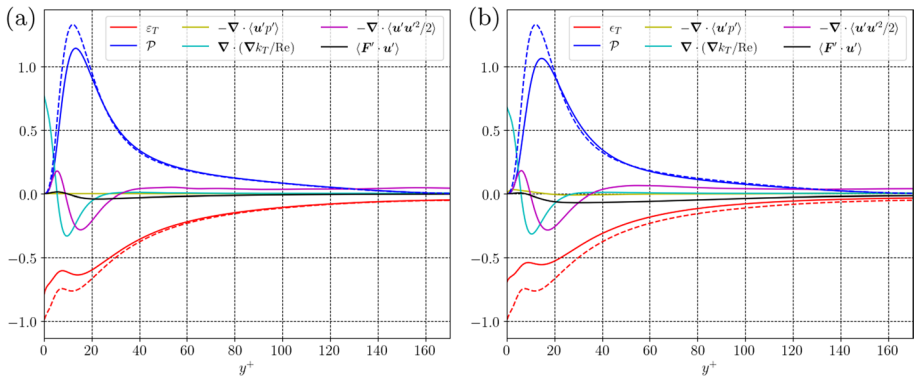 (a)
ε_T
−∇ · ⟨u′p′⟩
−∇ · ⟨u′u′²/2⟩
𝒫
∇ · (∇k_T/Re)
⟨F′ · u′⟩
1.0
0.5
0.0
−0.5
−1.0
0 20 40 60 80 100 120 140 160
y⁺
(b)
ϵ_T
−∇ · ⟨u′p′⟩
−∇ · ⟨u′u′²/2⟩
𝒫
∇ · (∇k_T/Re)
⟨F′ · u′⟩
1.0
0.5
0.0
−0.5
−1.0
0 20 40 60 80 100 120 140 160
y⁺